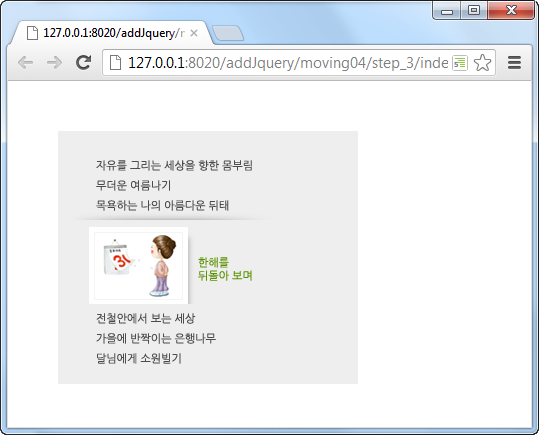 127.0.0.1:8020/addJquery/
127.0.0.1:8020/addJquery/moving04/step_3/inde
자유를 그리는 세상을 향한 몸부림
무더운 여름나기
목욕하는 나의 아름다운 뒤태
31
한해를
뒤돌아 보며
전철안에서 보는 세상
가을에 반짝이는 은행나무
달님에게 소원빌기